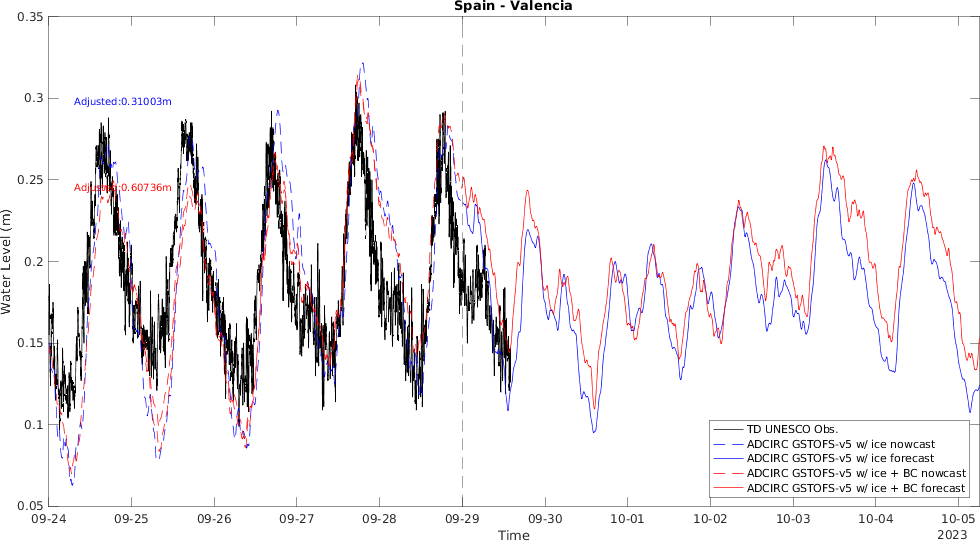 Spain - Valencia
0.35
0.3
0.25
0.2
0.15
0.1
0.05
Water Level (m)
Adjusted:0.31003m
Adjusted:0.60736m
TD UNESCO Obs.
ADCIRC GSTOFS-v5 w/ ice nowcast
ADCIRC GSTOFS-v5 w/ ice forecast
ADCIRC GSTOFS-v5 w/ ice + BC nowcast
ADCIRC GSTOFS-v5 w/ ice + BC forecast
09-24 09-25 09-26 09-27 09-28 09-29 09-30 10-01 10-02 10-03 10-04 10-05
Time
2023